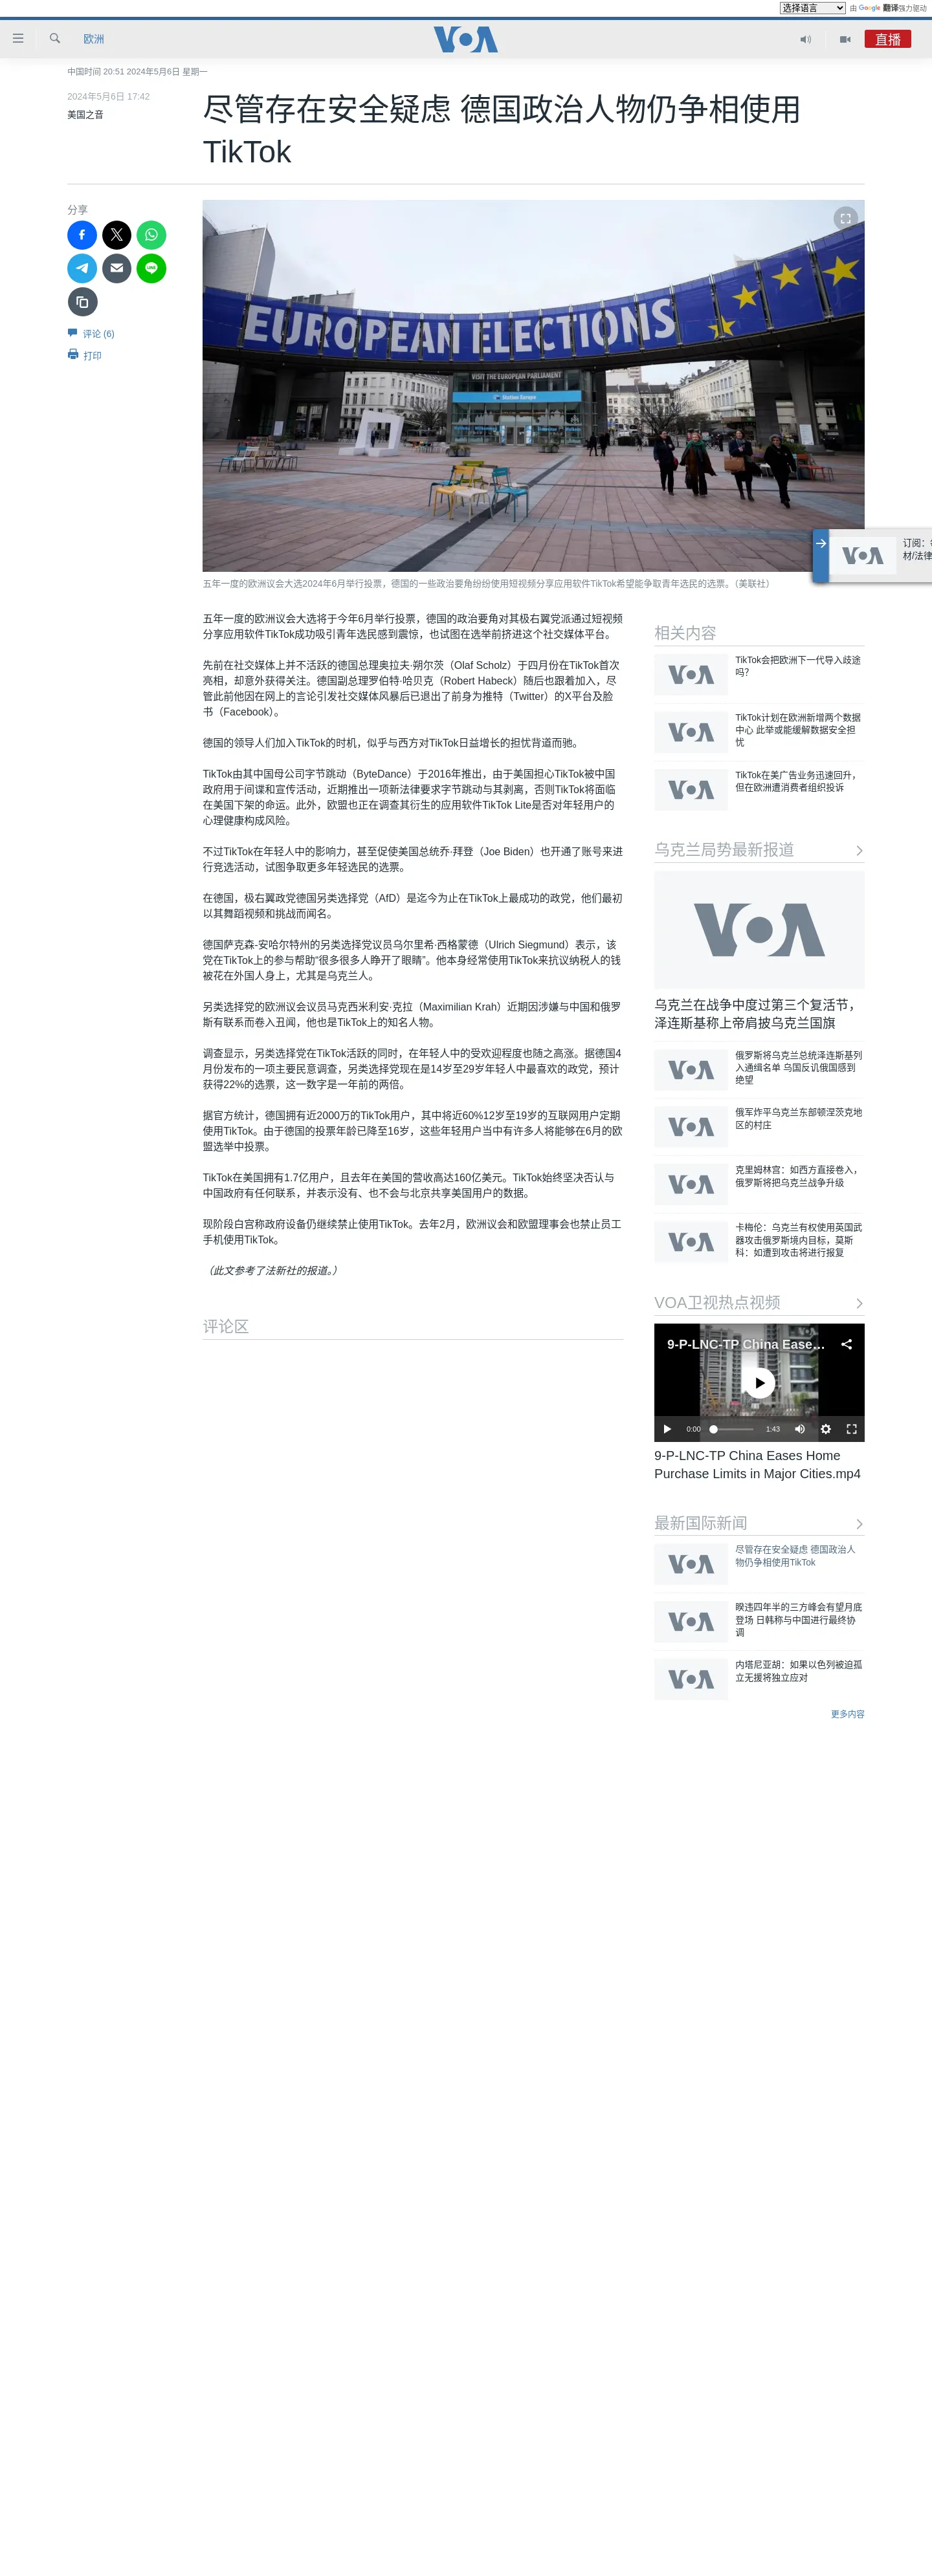 选择语言 由 Google 翻译强力驱动
欧洲
VOA
直播
中国时间 20:51 2024年5月6日 星期一
2024年5月6日 17:42
美国之音
尽管存在安全疑虑 德国政治人物仍争相使用
TikTok
分享
评论 (6)
打印
EUROPEAN ELECTIONS
VISIT THE EUROPEAN PARLIAMENT
Station Europe
订阅：
材/法律
VOA
五年一度的欧洲议会大选2024年6月举行投票，德国的一些政治要角纷纷使用短视频分享应用软件TikTok希望能争取青年选民的选票。（美联社）
五年一度的欧洲议会大选将于今年6月举行投票，德国的政治要角对其极右翼党派通过短视频
分享应用软件TikTok成功吸引青年选民感到震惊，也试图在选举前挤进这个社交媒体平台。
先前在社交媒体上并不活跃的德国总理奥拉夫·朔尔茨（Olaf Scholz）于四月份在TikTok首次
亮相，却意外获得关注。德国副总理罗伯特·哈贝克（Robert Habeck）随后也跟着加入，尽
管此前他因在网上的言论引发社交媒体风暴后已退出了前身为推特（Twitter）的X平台及脸
书（Facebook）。
德国的领导人们加入TikTok的时机，似乎与西方对TikTok日益增长的担忧背道而驰。
TikTok由其中国母公司字节跳动（ByteDance）于2016年推出，由于美国担心TikTok被中国
政府用于间谍和宣传活动，近期推出一项新法律要求字节跳动与其剥离，否则TikTok将面临
在美国下架的命运。此外，欧盟也正在调查其衍生的应用软件TikTok Lite是否对年轻用户的
心理健康构成风险。
不过TikTok在年轻人中的影响力，甚至促使美国总统乔·拜登（Joe Biden）也开通了账号来进
行竞选活动，试图争取更多年轻选民的选票。
在德国，极右翼政党德国另类选择党（AfD）是迄今为止在TikTok上最成功的政党，他们最初
以其舞蹈视频和挑战而闻名。
德国萨克森-安哈尔特州的另类选择党议员乌尔里希·西格蒙德（Ulrich Siegmund）表示，该
党在TikTok上的参与帮助“很多很多人睁开了眼睛”。他本身经常使用TikTok来抗议纳税人的钱
被花在外国人身上，尤其是乌克兰人。
另类选择党的欧洲议会议员马克西米利安·克拉（Maximilian Krah）近期因涉嫌与中国和俄罗
斯有联系而卷入丑闻，他也是TikTok上的知名人物。
调查显示，另类选择党在TikTok活跃的同时，在年轻人中的受欢迎程度也随之高涨。据德国4
月份发布的一项主要民意调查，另类选择党现在是14岁至29岁年轻人中最喜欢的政党，预计
获得22%的选票，这一数字是一年前的两倍。
据官方统计，德国拥有近2000万的TikTok用户，其中将近60%12岁至19岁的互联网用户定期
使用TikTok。由于德国的投票年龄已降至16岁，这些年轻用户当中有许多人将能够在6月的欧
盟选举中投票。
TikTok在美国拥有1.7亿用户，且去年在美国的营收高达160亿美元。TikTok始终坚决否认与
中国政府有任何联系，并表示没有、也不会与北京共享美国用户的数据。
现阶段白宫称政府设备仍继续禁止使用TikTok。去年2月，欧洲议会和欧盟理事会也禁止员工
手机使用TikTok。
（此文参考了法新社的报道。）
评论区
相关内容
VOA
TikTok会把欧洲下一代导入歧途
吗？
VOA
TikTok计划在欧洲新增两个数据
中心 此举或能缓解数据安全担
忧
VOA
TikTok在美广告业务迅速回升，
但在欧洲遭消费者组织投诉
乌克兰局势最新报道
VOA
乌克兰在战争中度过第三个复活节，
泽连斯基称上帝肩披乌克兰国旗
VOA
俄罗斯将乌克兰总统泽连斯基列
入通缉名单 乌国反讥俄国感到
绝望
VOA
俄军炸平乌克兰东部顿涅茨克地
区的村庄
VOA
克里姆林宫：如西方直接卷入，
俄罗斯将把乌克兰战争升级
VOA
卡梅伦：乌克兰有权使用英国武
器攻击俄罗斯境内目标，莫斯
科：如遭到攻击将进行报复
VOA卫视热点视频
9-P-LNC-TP China Ease...
0:00
1:43
9-P-LNC-TP China Eases Home
Purchase Limits in Major Cities.mp4
最新国际新闻
VOA
尽管存在安全疑虑 德国政治人
物仍争相使用TikTok
VOA
睽违四年半的三方峰会有望月底
登场 日韩称与中国进行最终协
调
VOA
内塔尼亚胡：如果以色列被迫孤
立无援将独立应对
更多内容